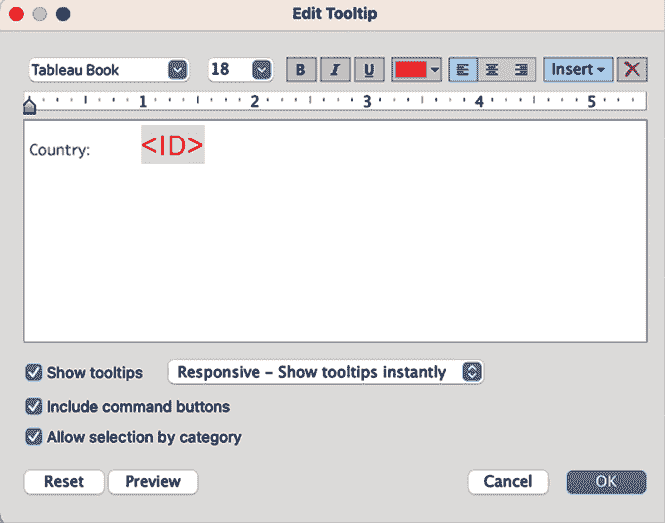 Edit Tooltip
Tableau Book 18 B I U Insert
1 2 3 4 5
Country: <ID>
Show tooltips Responsive – Show tooltips instantly
Include command buttons
Allow selection by category
Reset Preview Cancel OK